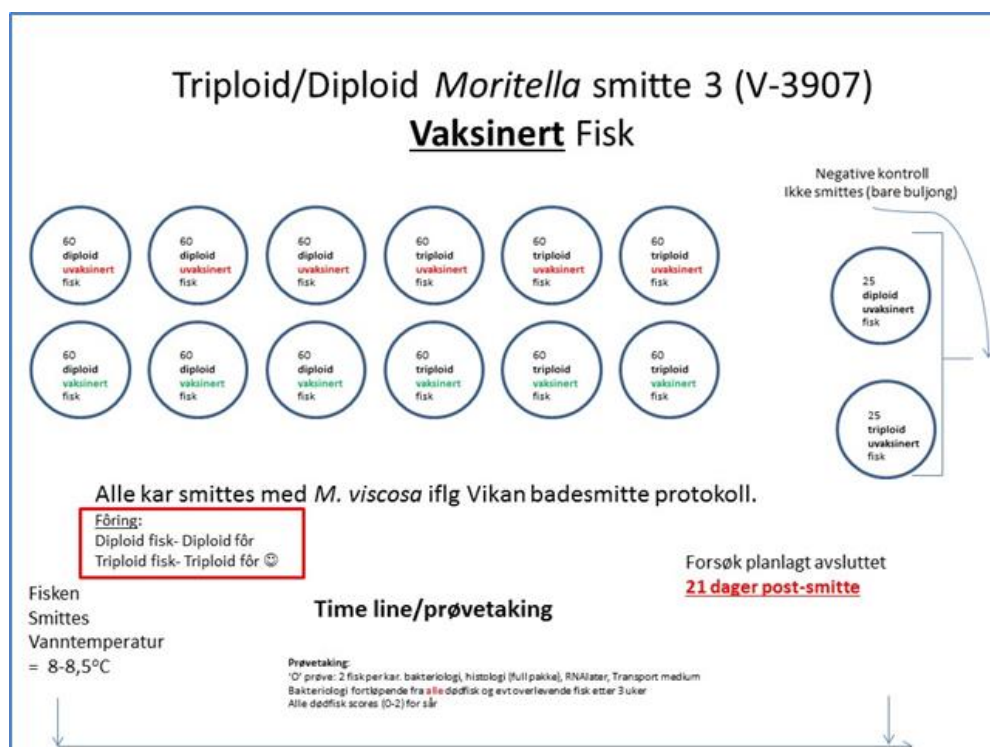 Triploid/Diploid Moritella smitte 3 (V-3907)
Vaksinert Fisk
Negative kontroll
Ikke smittes (bare buljong)
60
diploid
uvaksinert
fisk
60
diploid
uvaksinert
fisk
60
diploid
uvaksinert
fisk
60
triploid
uvaksinert
fisk
60
triploid
uvaksinert
fisk
60
triploid
uvaksinert
fisk
60
diploid
vaksinert
fisk
60
diploid
vaksinert
fisk
60
diploid
vaksinert
fisk
60
triploid
vaksinert
fisk
60
triploid
vaksinert
fisk
60
triploid
vaksinert
fisk
25
diploid
uvaksinert
fisk
25
triploid
uvaksinert
fisk
Alle kar smittes med M. viscosa iflg Vikan badesmitte protokoll.
Fôring:
Diploid fisk- Diploid fôr
Triploid fisk- Triploid fôr ☺
Forsøk planlagt avsluttet
21 dager post-smitte
Fisken
Smittes
Vanntemperatur
= 8-8,5°C
Time line/prøvetaking
Prøvetaking:
'O' prøve: 2 fisk per kar. bakteriologi, histologi (full pakke), RNAlater, Transport medium
Bakteriologi fortløpende fra alle dødfisk og evt overlevende fisk etter 3 uker
Alle dødfisk scores (0-2) for sår